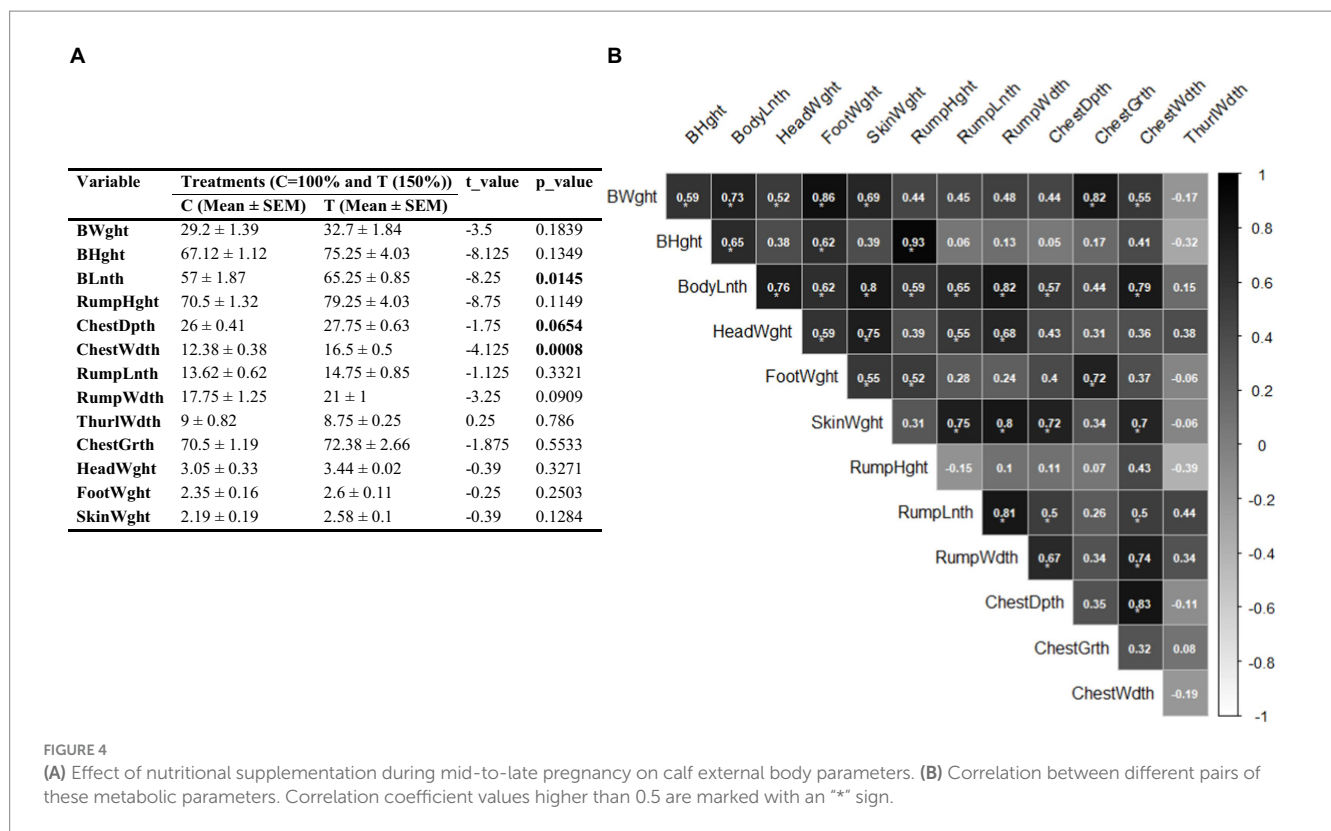 A
Variable Treatments (C=100% and T (150%)) t_value p_value
C (Mean ± SEM) T (Mean ± SEM)
BWght 29.2 ± 1.39 32.7 ± 1.84 -3.5 0.1839
BHght 67.12 ± 1.12 75.25 ± 4.03 -8.125 0.1349
BLnth 57 ± 1.87 65.25 ± 0.85 -8.25 0.0145
RumpHght 70.5 ± 1.32 79.25 ± 4.03 -8.75 0.1149
ChestDpth 26 ± 0.41 27.75 ± 0.63 -1.75 0.0654
ChestWdth 12.38 ± 0.38 16.5 ± 0.5 -4.125 0.0008
RumpLnth 13.62 ± 0.62 14.75 ± 0.85 -1.125 0.3321
RumpWdth 17.75 ± 1.25 21 ± 1 -3.25 0.0909
ThurlWdth 9 ± 0.82 8.75 ± 0.25 0.25 0.786
ChestGrth 70.5 ± 1.19 72.38 ± 2.66 -1.875 0.5533
HeadWght 3.05 ± 0.33 3.44 ± 0.02 -0.39 0.3271
FootWght 2.35 ± 0.16 2.6 ± 0.11 -0.25 0.2503
SkinWght 2.19 ± 0.19 2.58 ± 0.1 -0.39 0.1284
B
BHght BodyLnth HeadWght FootWght SkinWght RumpHght RumpLnth RumpWdth ChestDpth ChestGrth ChestWdth ThurlWdth
BWght 0.59* 0.73* 0.52* 0.86* 0.69* 0.44 0.45 0.48 0.44 0.82* 0.55* -0.17
BHght 0.65* 0.38 0.62* 0.39 0.93* 0.06 0.13 0.05 0.17 0.41 -0.32
BodyLnth 0.76* 0.62* 0.8* 0.59* 0.65* 0.82* 0.57* 0.44 0.79* 0.15
HeadWght 0.59* 0.75* 0.39 0.55* 0.68* 0.43 0.31 0.36 0.38
FootWght 0.55* 0.52* 0.28 0.24 0.4 0.72* 0.37 -0.06
SkinWght 0.31 0.75* 0.8* 0.72* 0.34 0.7* -0.06
RumpHght -0.15 0.1 0.11 0.07 0.43 -0.39
RumpLnth 0.81* 0.5* 0.26 0.5* 0.44
RumpWdth 0.67* 0.34 0.74* 0.34
ChestDpth 0.35 0.83* -0.11
ChestGrth 0.32 0.08
ChestWdth -0.19
1
0.8
0.6
0.4
0.2
0
-0.2
-0.4
-0.6
-0.8
-1
FIGURE 4
(A) Effect of nutritional supplementation during mid-to-late pregnancy on calf external body parameters. (B) Correlation between different pairs of
these metabolic parameters. Correlation coefficient values higher than 0.5 are marked with an "*" sign.